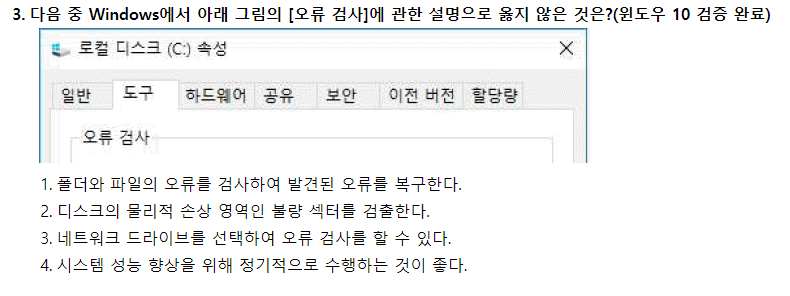 3. 다음 중 Windows에서 아래 그림의 [오류 검사]에 관한 설명으로 옳지 않은 것은?(윈도우 10 검증 완료)
로컬 디스크 (C:) 속성
일반 도구 하드웨어 공유 보안 이전 버전 할당량
오류 검사
1. 폴더와 파일의 오류를 검사하여 발견된 오류를 복구한다.
2. 디스크의 물리적 손상 영역인 불량 섹터를 검출한다.
3. 네트워크 드라이브를 선택하여 오류 검사를 할 수 있다.
4. 시스템 성능 향상을 위해 정기적으로 수행하는 것이 좋다.